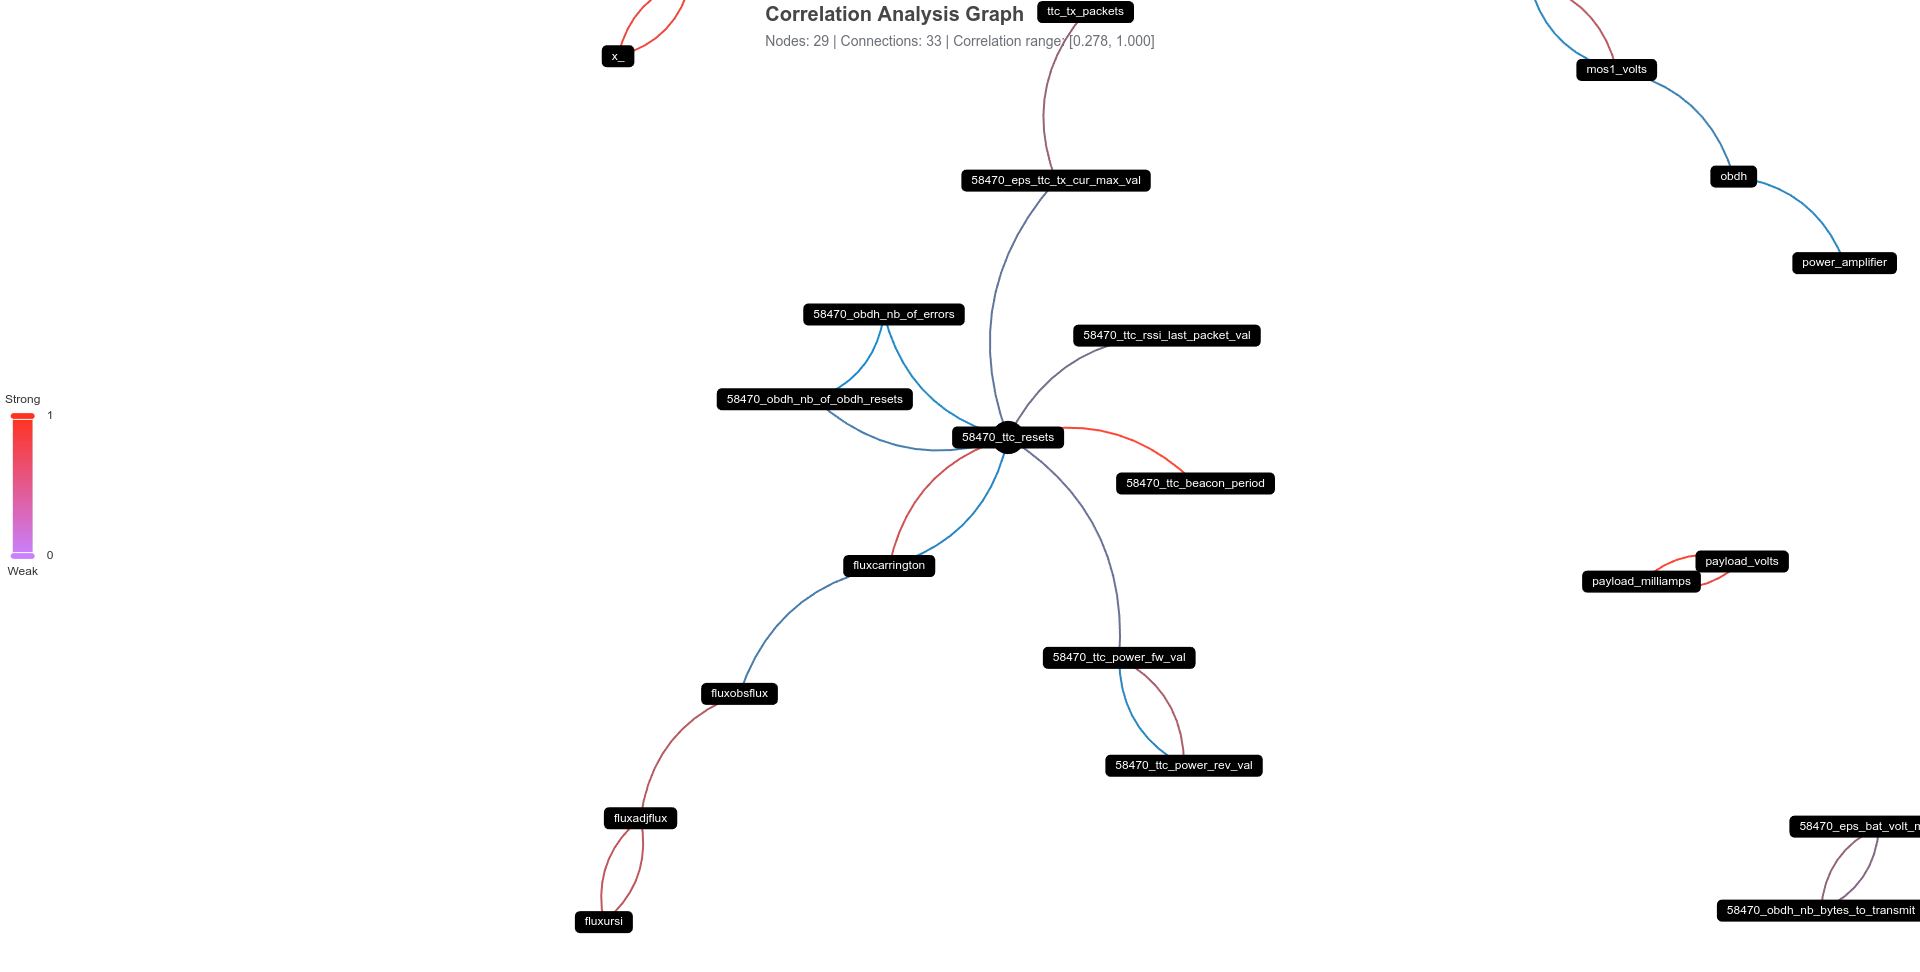 Correlation Analysis Graph
Nodes: 29 | Connections: 33 | Correlation range: [0.278, 1.000]
ttc_tx_packets
x_
mos1_volts
obdh
58470_eps_ttc_tx_cur_max_val
power_amplifier
58470_obdh_nb_of_errors
58470_ttc_rssi_last_packet_val
58470_obdh_nb_of_obdh_resets
Strong
1
0
Weak
58470_ttc_resets
58470_ttc_beacon_period
fluxcarrington
payload_volts
payload_milliamps
58470_ttc_power_fw_val
fluxobsflux
58470_ttc_power_rev_val
fluxadjflux
58470_eps_bat_volt_
58470_obdh_nb_bytes_to_transmit
fluxursi